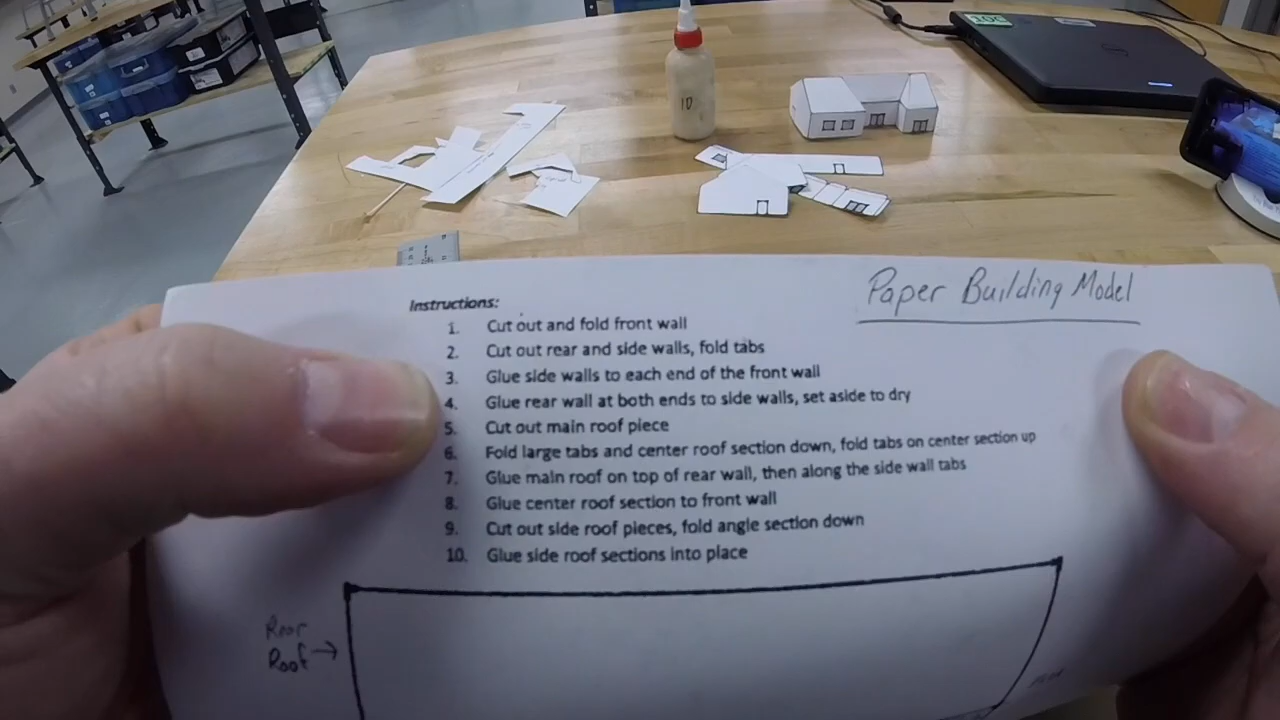 10
Paper Building Model
Instructions:
1. Cut out and fold front wall
2. Cut out rear and side walls, fold tabs
3. Glue side walls to each end of the front wall
4. Glue rear wall at both ends to side walls, set aside to dry
5. Cut out main roof piece
6. Fold large tabs and center roof section down, fold tabs on center section up
7. Glue main roof on top of rear wall, then along the side wall tabs
8. Glue center roof section to front wall
9. Cut out side roof pieces, fold angle section down
10. Glue side roof sections into place
Rear
Roof →